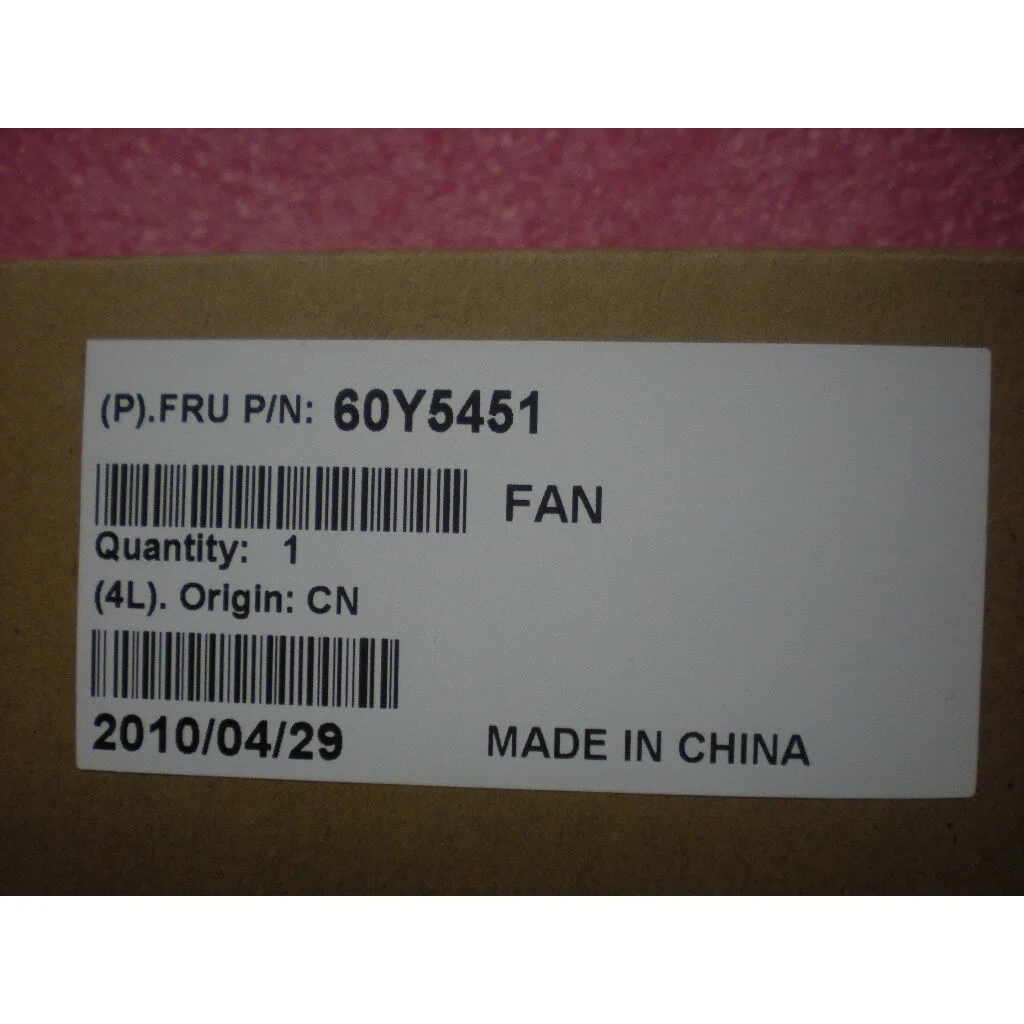 (P).FRU P/N: 60Y5451
FAN
Quantity: 1
(4L). Origin: CN
2010/04/29 MADE IN CHINA